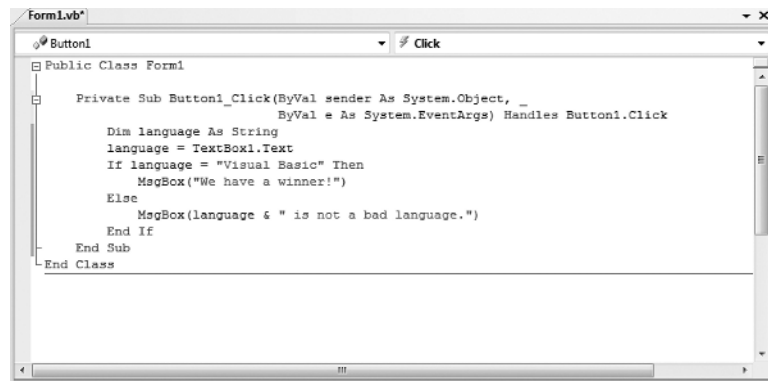 Form1.vb*
Button1 Click
Public Class Form1
Private Sub Button1_Click(ByVal sender As System.Object, _
ByVal e As System.EventArgs) Handles Button1.Click
Dim language As String
language = TextBox1.Text
If language = "Visual Basic" Then
MsgBox("We have a winner!")
Else
MsgBox(language & " is not a bad language.")
End If
End Sub
End Class